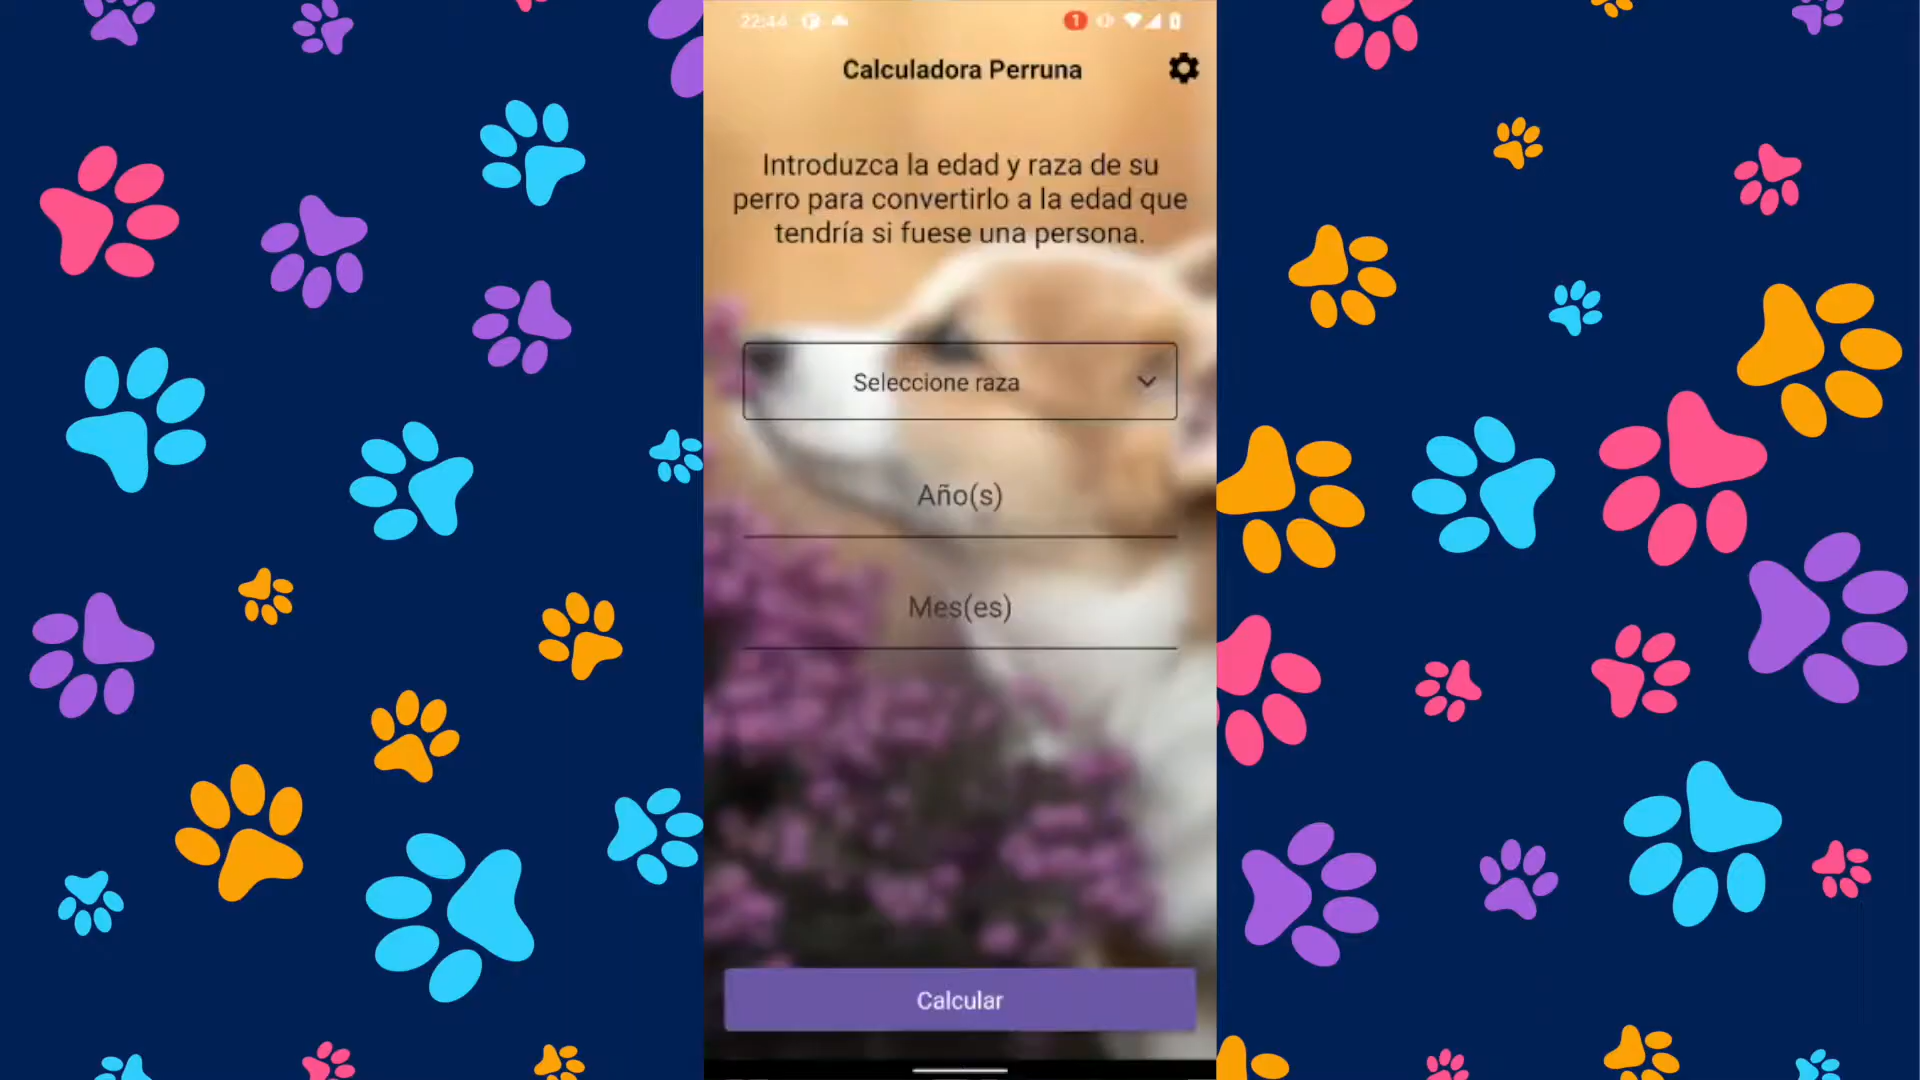 22:44
1
Calculadora Perruna
Introduzca la edad y raza de su
perro para convertirlo a la edad que
tendría si fuese una persona.
Seleccione raza
Año(s)
Mes(es)
Calcular